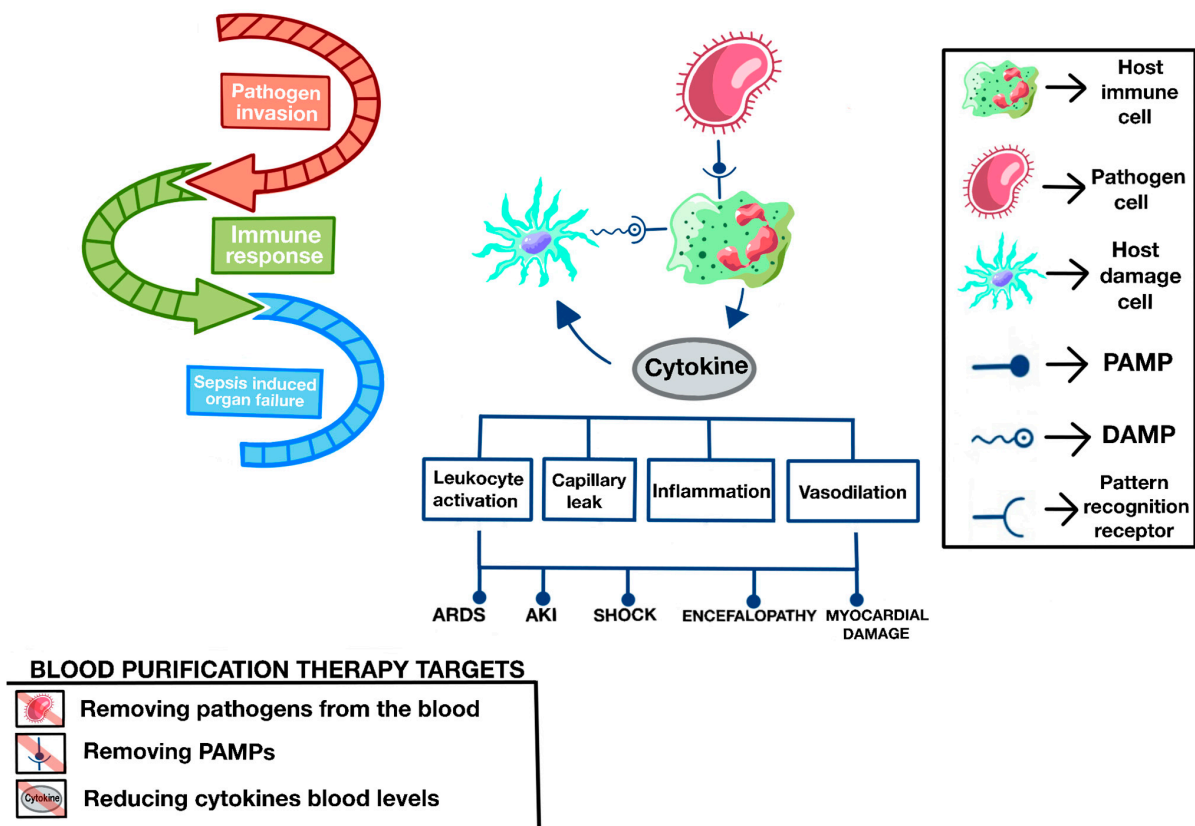 Pathogen
invasion
Immune
response
Sepsis induced
organ failure
Cytokine
Leukocyte
activation
Capillary
leak
Inflammation
Vasodilation
ARDS
AKI
SHOCK
ENCEFALOPATHY
MYOCARDIAL
DAMAGE
Host
immune
cell
Pathogen
cell
Host
damage
cell
PAMP
DAMP
Pattern
recognition
receptor
BLOOD PURIFICATION THERAPY TARGETS
Removing pathogens from the blood
Removing PAMPs
Cytokine
Reducing cytokines blood levels